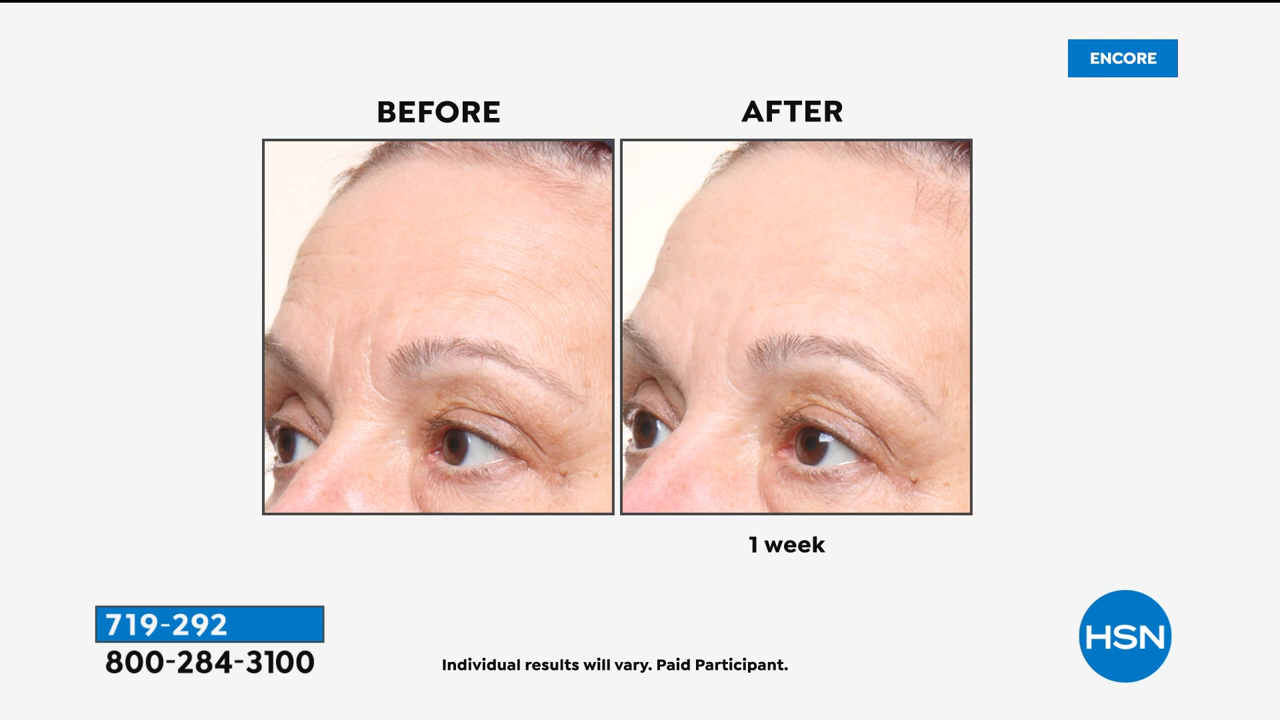 ENCORE
BEFORE
AFTER
1 week
719-292
800-284-3100
Individual results will vary. Paid Participant.
HSN